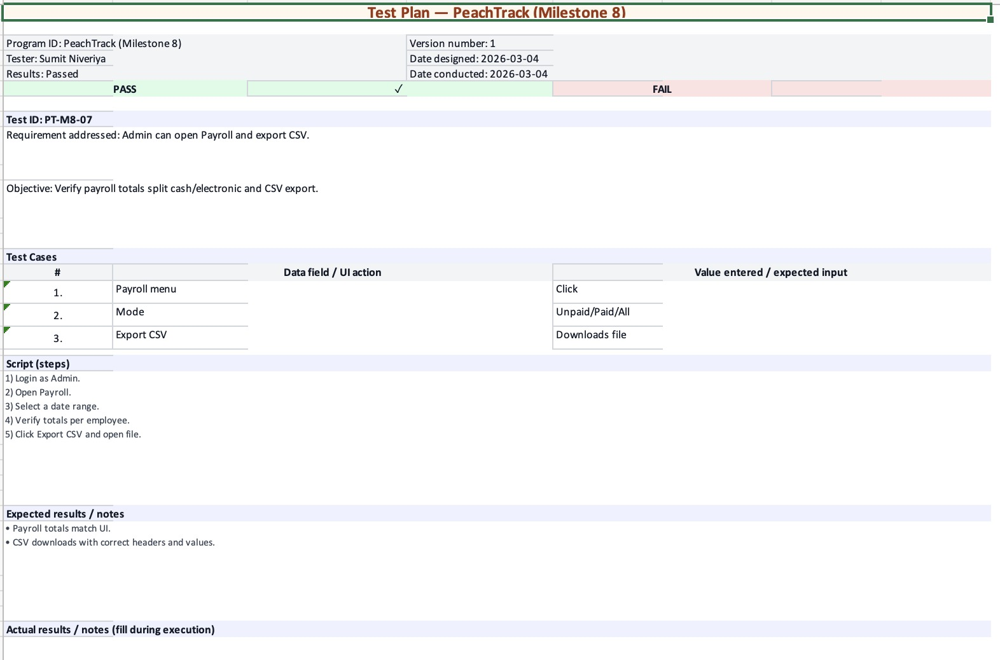 Test Plan — PeachTrack (Milestone 8)
Program ID: PeachTrack (Milestone 8) Version number: 1
Tester: Sumit Niveriya Date designed: 2026-03-04
Results: Passed Date conducted: 2026-03-04
PASS ✓ FAIL
Test ID: PT-M8-07
Requirement addressed: Admin can open Payroll and export CSV.
Objective: Verify payroll totals split cash/electronic and CSV export.
Test Cases
# Data field / UI action Value entered / expected input
1. Payroll menu Click
2. Mode Unpaid/Paid/All
3. Export CSV Downloads file
Script (steps)
1) Login as Admin.
2) Open Payroll.
3) Select a date range.
4) Verify totals per employee.
5) Click Export CSV and open file.
Expected results / notes
• Payroll totals match UI.
• CSV downloads with correct headers and values.
Actual results / notes (fill during execution)